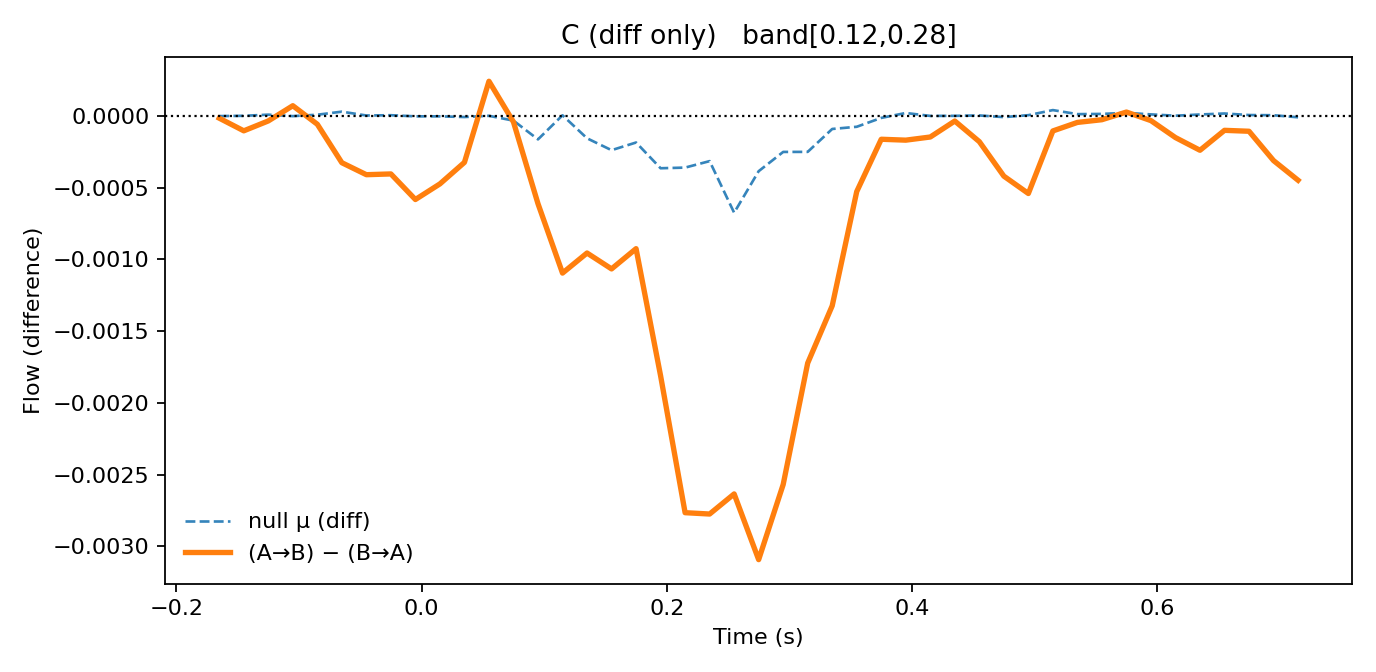 C (diff only)   band[0.12,0.28]
Flow (difference)
0.0000
−0.0005
−0.0010
−0.0015
−0.0020
−0.0025
−0.0030
null μ (diff)
(A→B) − (B→A)
−0.2 0.0 0.2 0.4 0.6
Time (s)